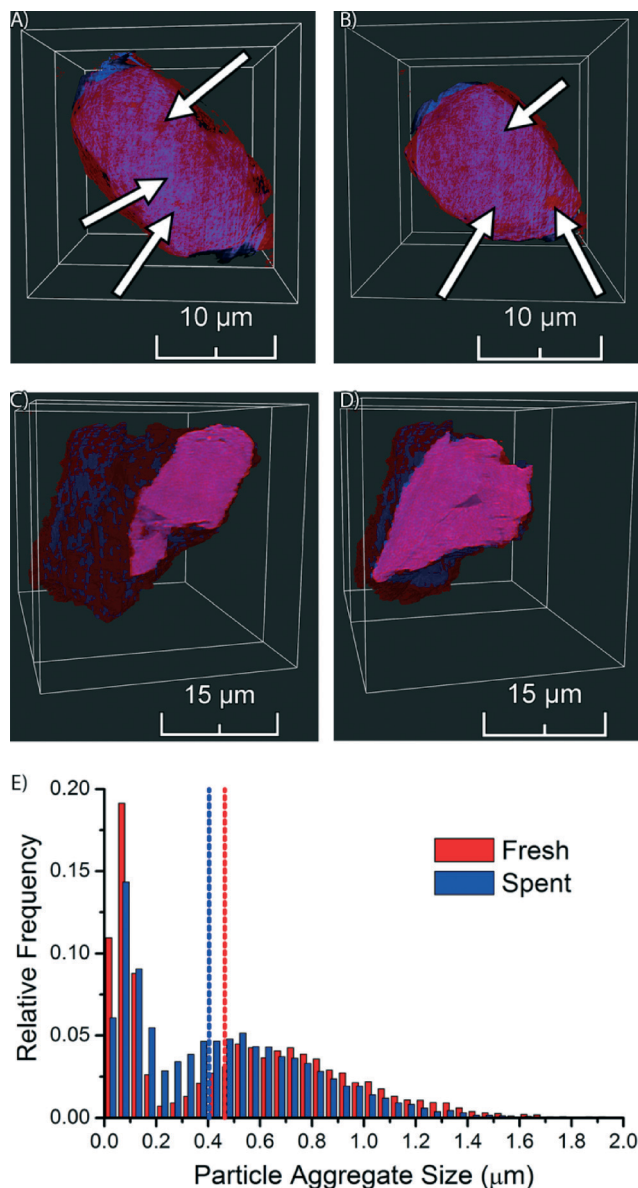 A)
B)
10 μm
10 μm
C)
D)
15 μm
15 μm
E)
0.20
0.15
0.10
0.05
0.00
Relative Frequency
Fresh
Spent
0.0 0.2 0.4 0.6 0.8 1.0 1.2 1.4 1.6 1.8 2.0
Particle Aggregate Size (μm)